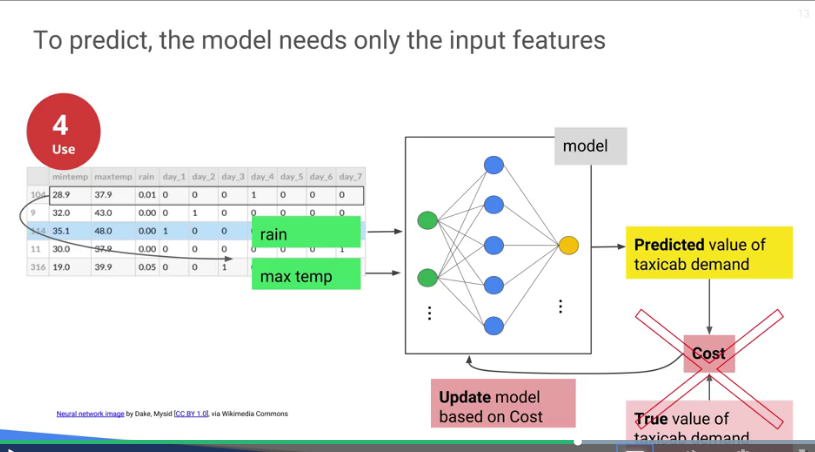 13
To predict, the model needs only the input features
4
Use
model
mintemp maxtemp rain day_1 day_2 day_3 day_4 day_5 day_6 day_7
104 28.9 37.9 0.01 0 0 0 1 0 0 0
9 32.0 43.0 0.00 0 1 0 0 0 0 0
114 35.1 48.0 0.00 1 0 0
11 30.0 37.8 0.00 0 0 0 0 0 0 1
316 19.0 39.9 0.05 0 0 1
rain
max temp
Predicted value of
taxicab demand
Cost
Update model
based on Cost
True value of
taxicab demand
Neural network image by Dake, Mysid [CC BY 1.0], via Wikimedia Commons